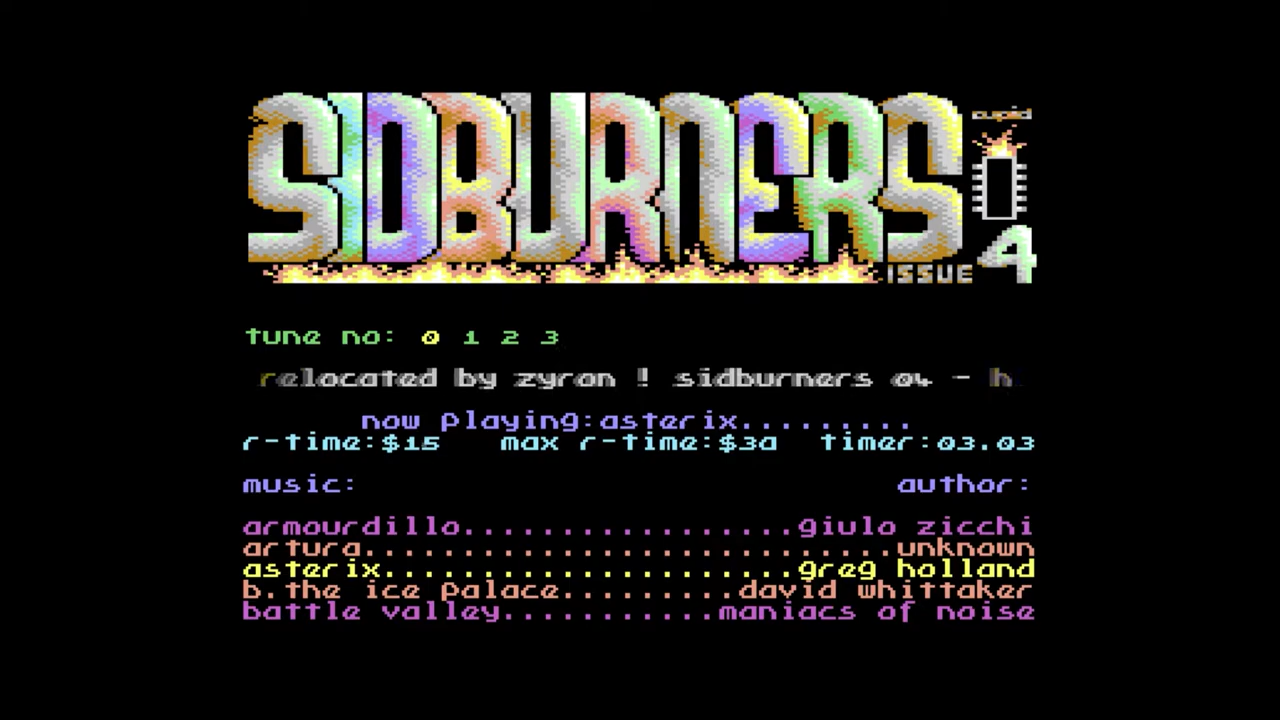 SIDBURNERS
cupid
ISSUE 4
tune no: 0 1 2 3
relocated by zyron ! sidburners 04 - h
now playing:asterix.........
r-time:$15 max r-time:$3a timer:03.03
music: author:
armourdillo.................giulo zicchi
artura...........................unknown
asterix.....................greg holland
b.the ice palace.........david whittaker
battle valley...........maniacs of noise